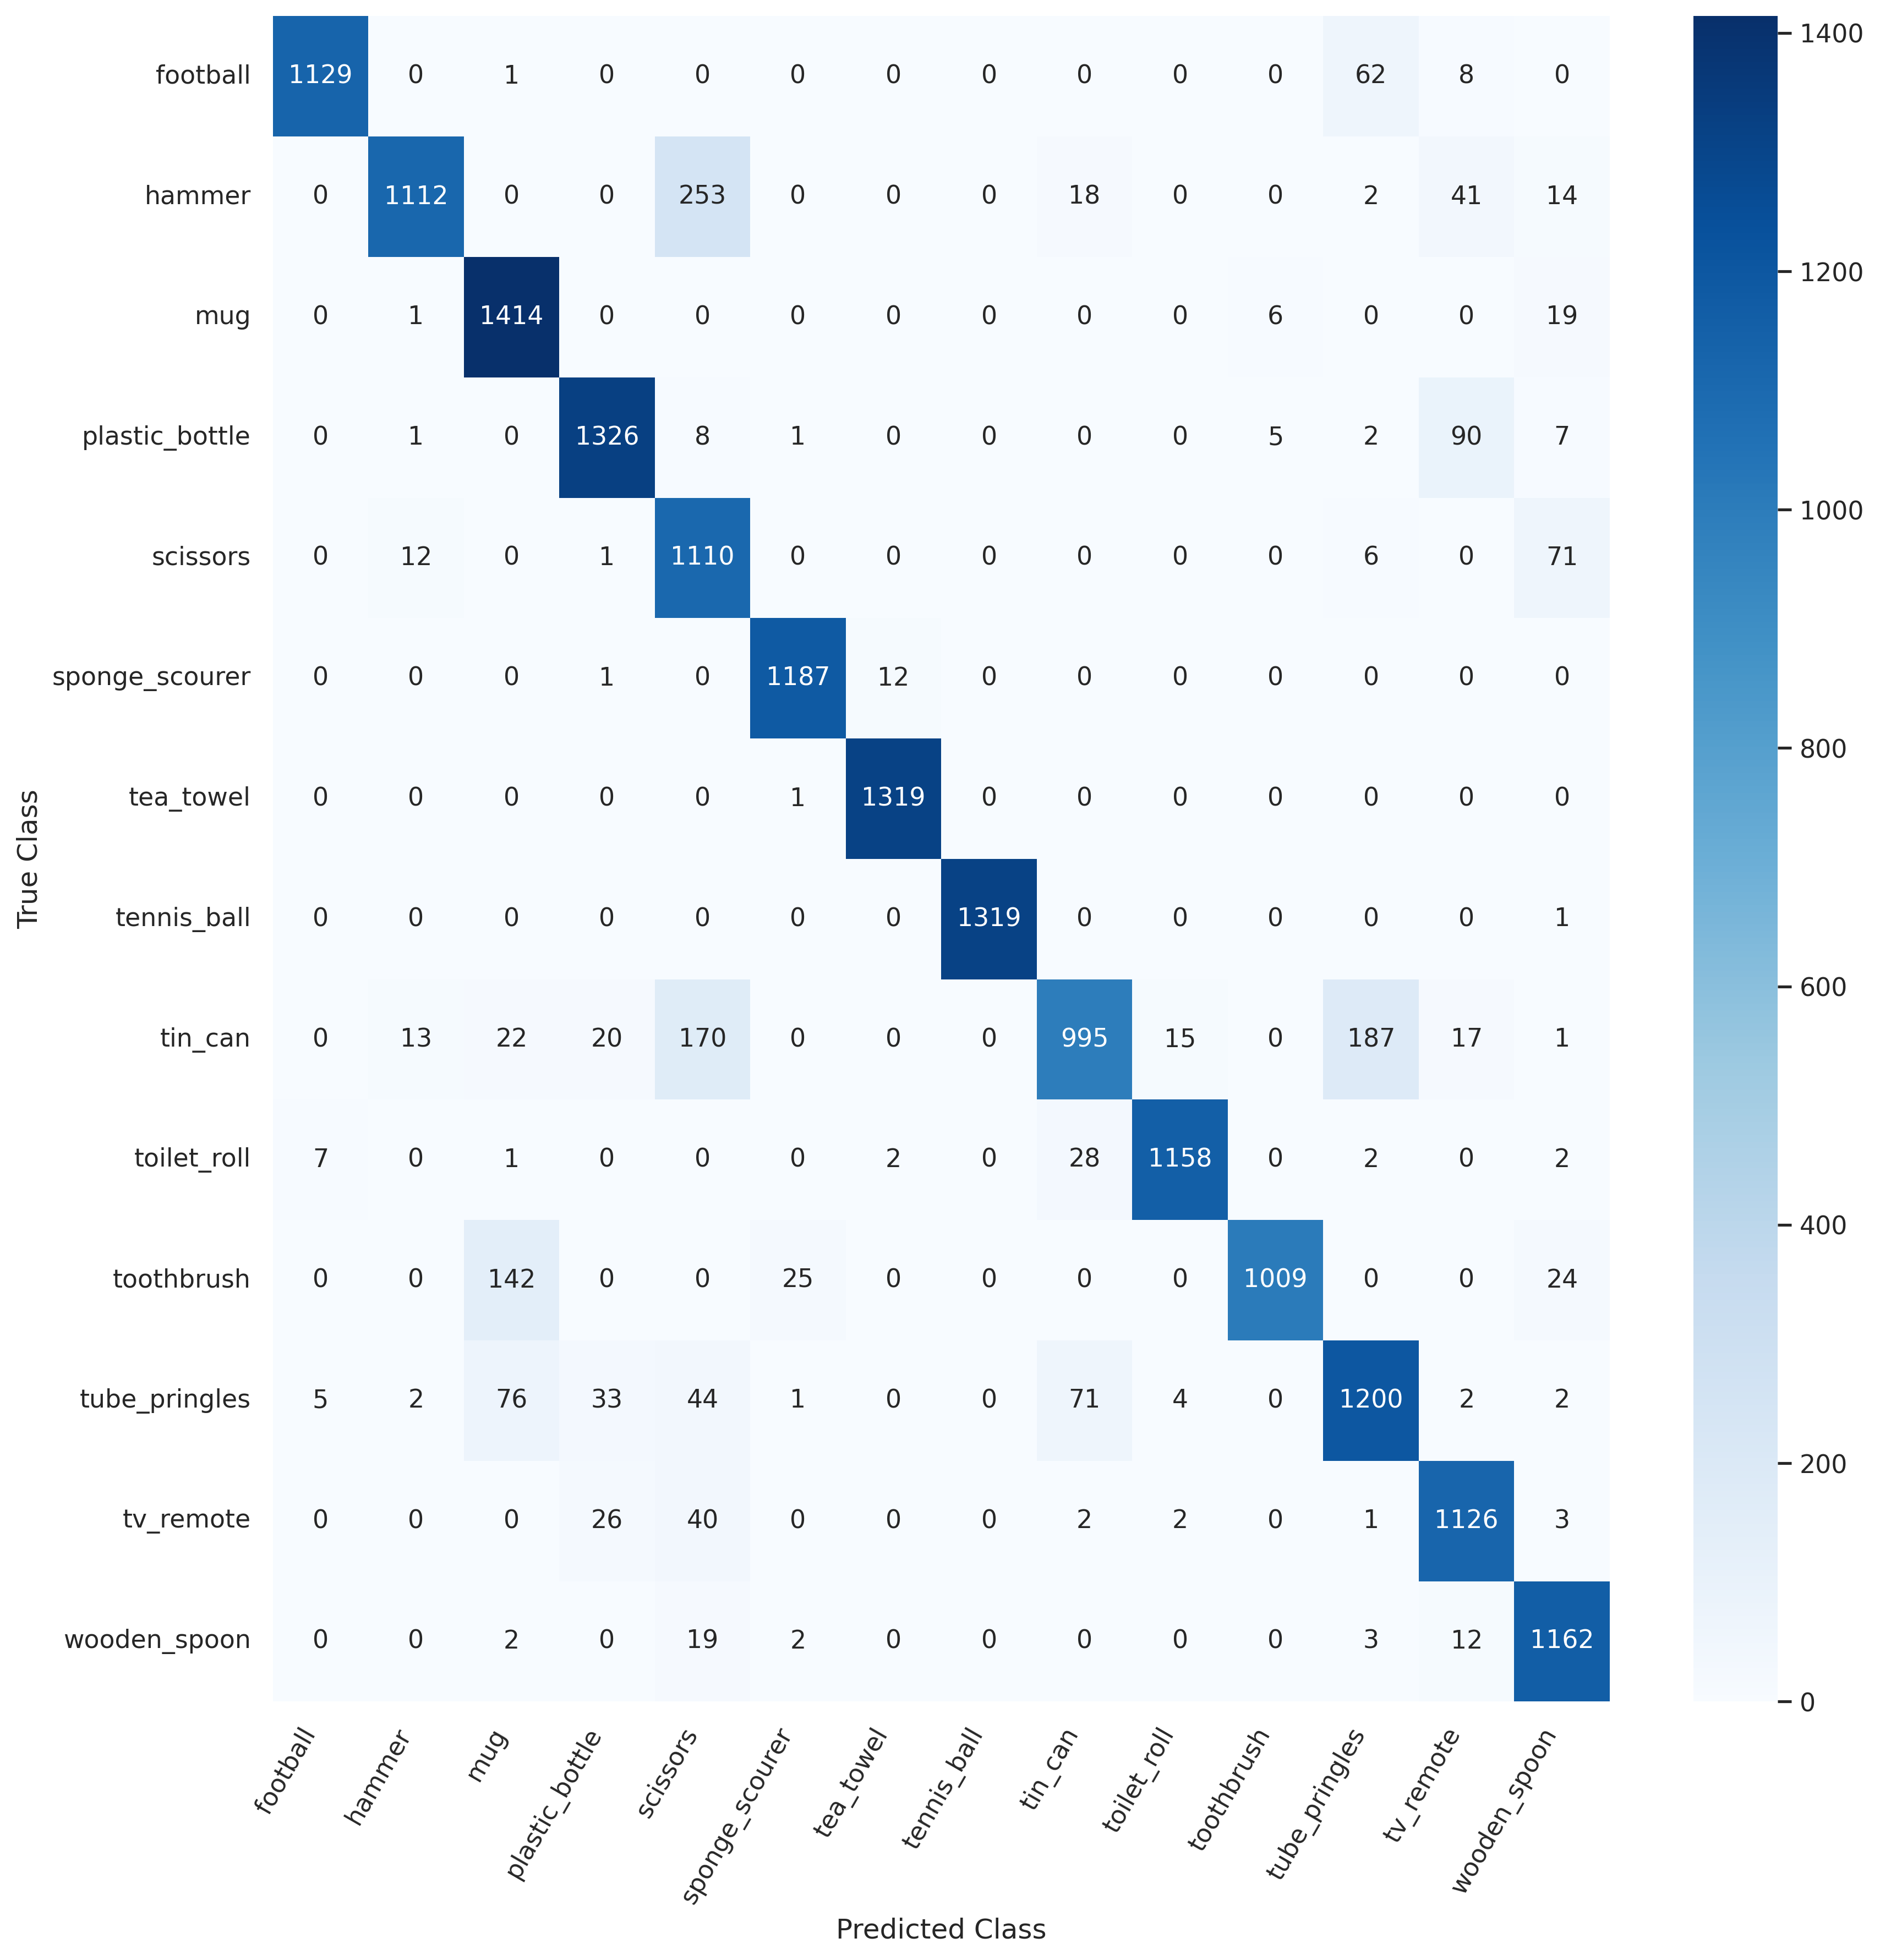 football 1129 0 1 0 0 0 0 0 0 0 0 62 8 0
hammer 0 1112 0 0 253 0 0 0 18 0 0 2 41 14
mug 0 1 1414 0 0 0 0 0 0 0 6 0 0 19
plastic_bottle 0 1 0 1326 8 1 0 0 0 0 5 2 90 7
scissors 0 12 0 1 1110 0 0 0 0 0 0 6 0 71
sponge_scourer 0 0 0 1 0 1187 12 0 0 0 0 0 0 0
tea_towel 0 0 0 0 0 1 1319 0 0 0 0 0 0 0
tennis_ball 0 0 0 0 0 0 0 1319 0 0 0 0 0 1
tin_can 0 13 22 20 170 0 0 0 995 15 0 187 17 1
toilet_roll 7 0 1 0 0 0 2 0 28 1158 0 2 0 2
toothbrush 0 0 142 0 0 25 0 0 0 0 1009 0 0 24
tube_pringles 5 2 76 33 44 1 0 0 71 4 0 1200 2 2
tv_remote 0 0 0 26 40 0 0 0 2 2 0 1 1126 3
wooden_spoon 0 0 2 0 19 2 0 0 0 0 0 3 12 1162
football hammer mug plastic_bottle scissors sponge_scourer tea_towel tennis_ball tin_can toilet_roll toothbrush tube_pringles tv_remote wooden_spoon
Predicted Class
True Class
1400
1200
1000
800
600
400
200
0